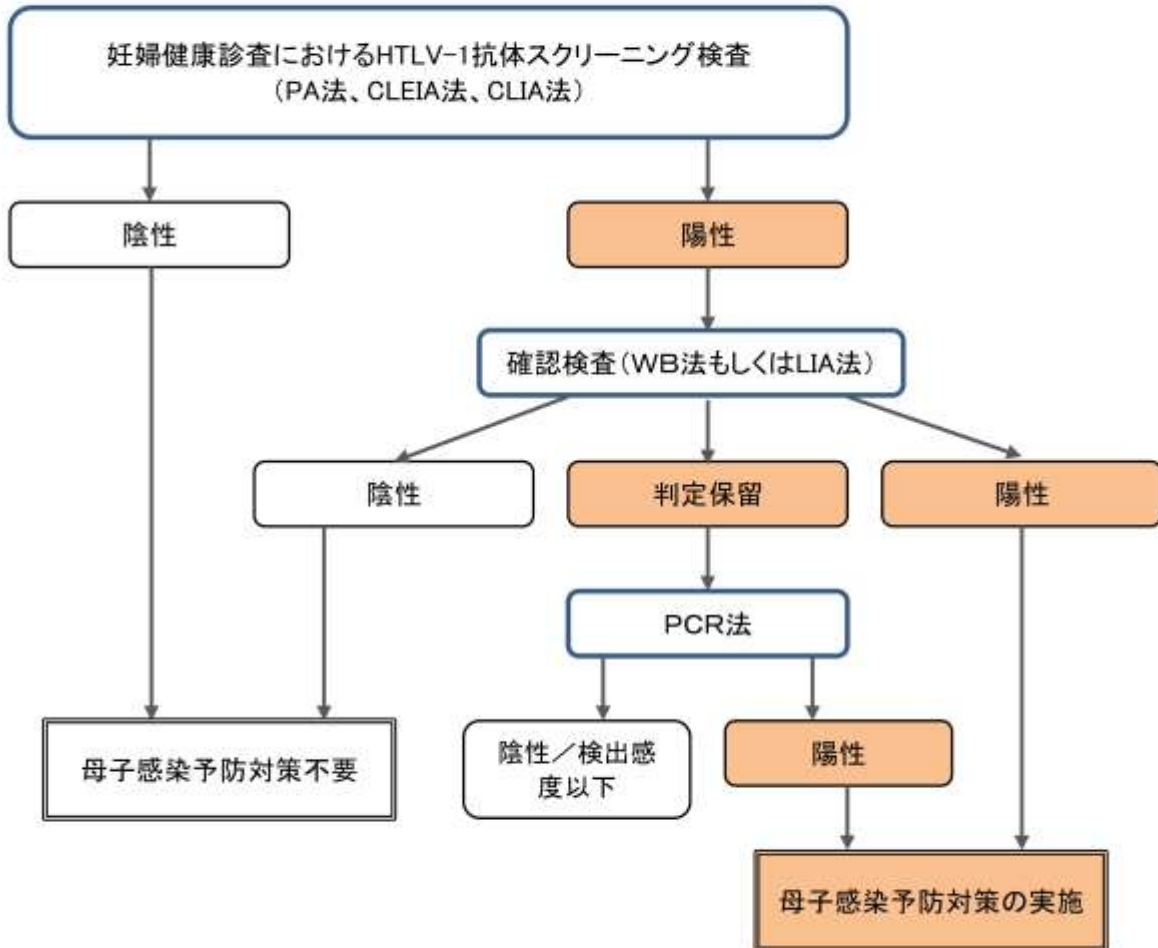 妊婦健康診査におけるHTLV-1抗体スクリーニング検査
（PA法、CLEIA法、CLIA法）
陰性
陽性
確認検査（WB法もしくはLIA法）
陰性
判定保留
陽性
PCR法
陰性／検出感
度以下
陽性
母子感染予防対策不要
母子感染予防対策の実施